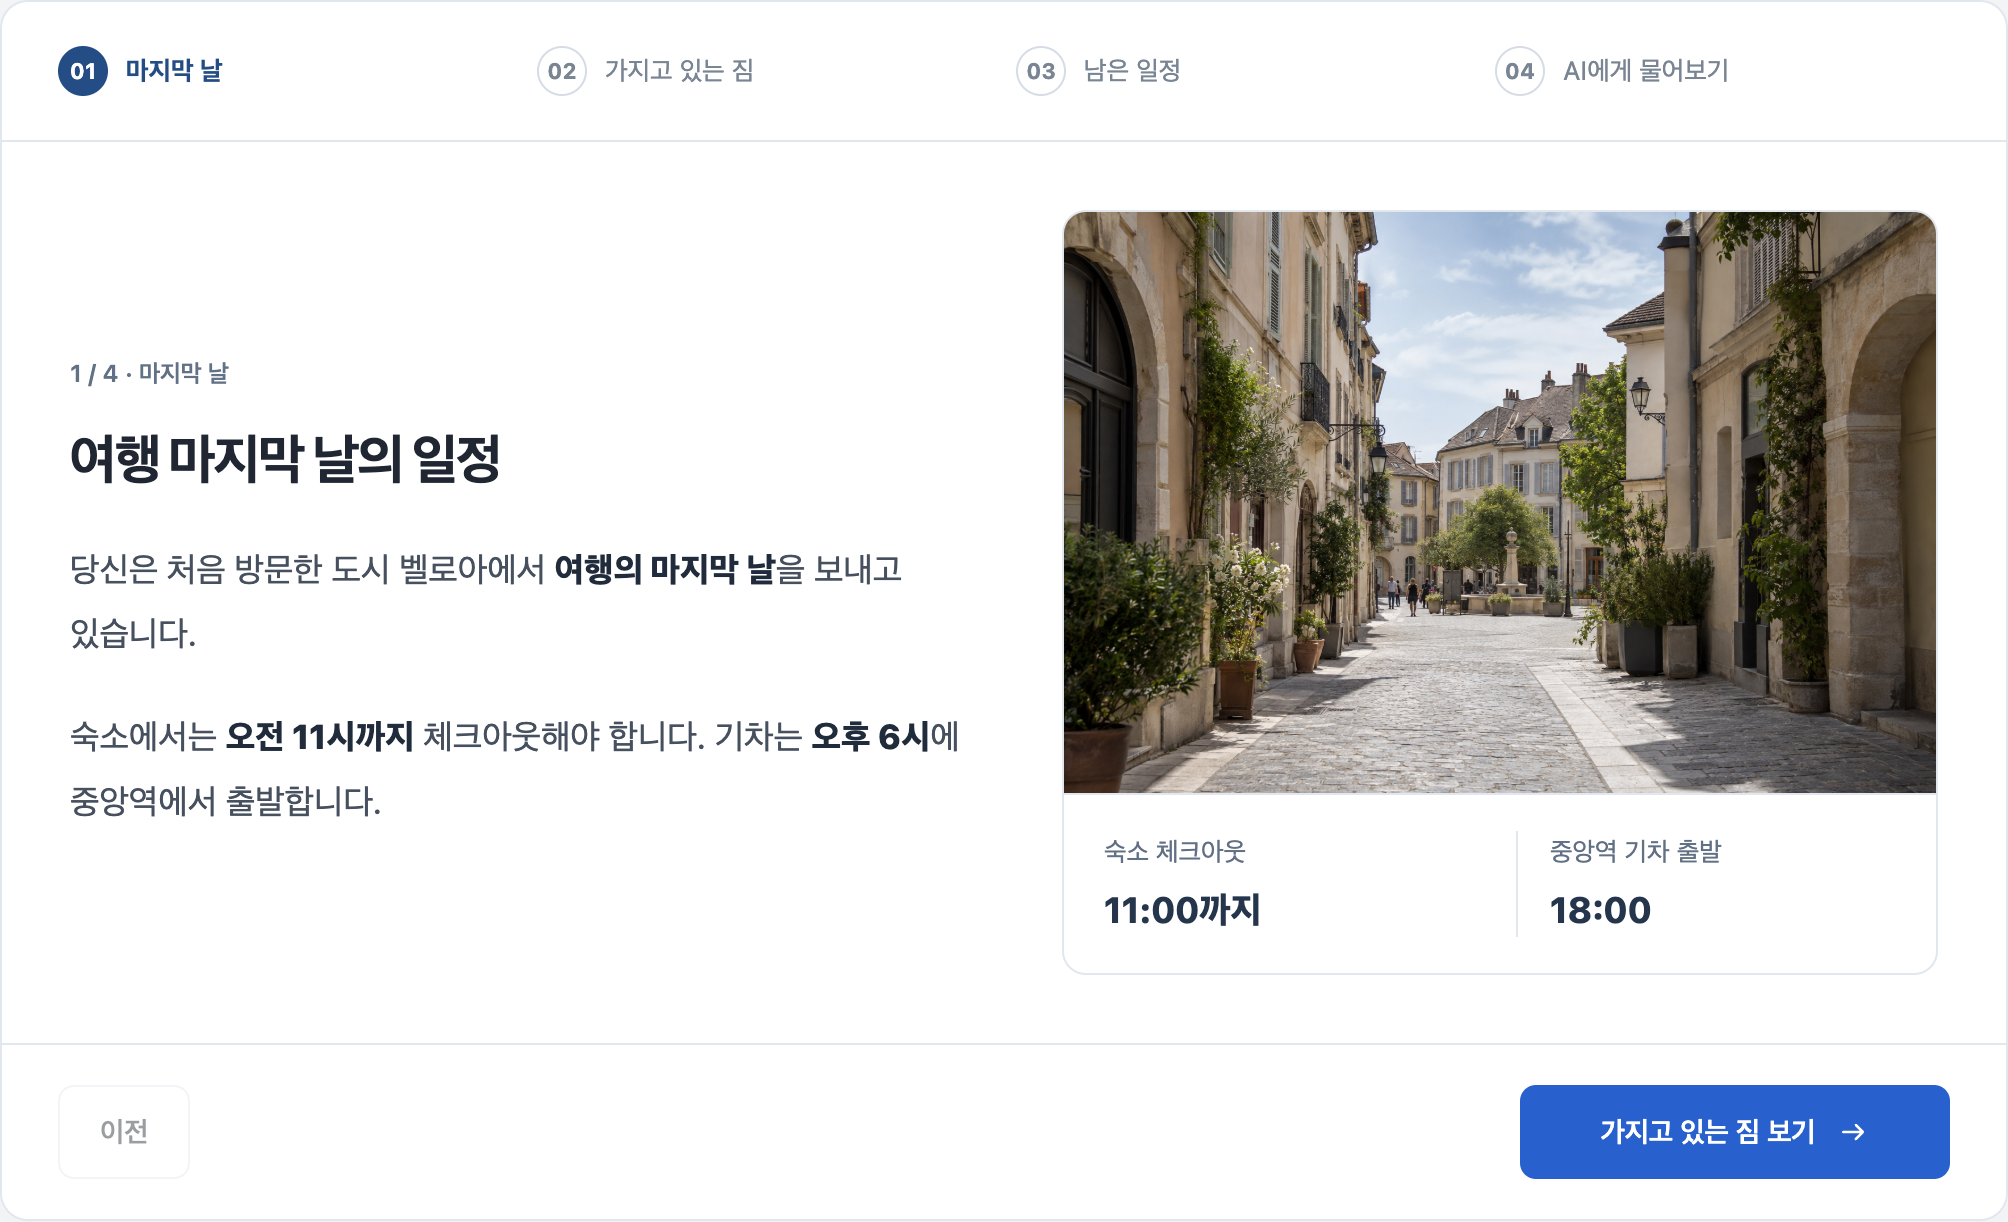 01 마지막 날
02 가지고 있는 짐
03 남은 일정
04 AI에게 물어보기
1 / 4 · 마지막 날
여행 마지막 날의 일정
당신은 처음 방문한 도시 벨로아에서 여행의 마지막 날을 보내고
있습니다.
숙소에서는 오전 11시까지 체크아웃해야 합니다. 기차는 오후 6시에
중앙역에서 출발합니다.
숙소 체크아웃
11:00까지
중앙역 기차 출발
18:00
이전
가지고 있는 짐 보기 →